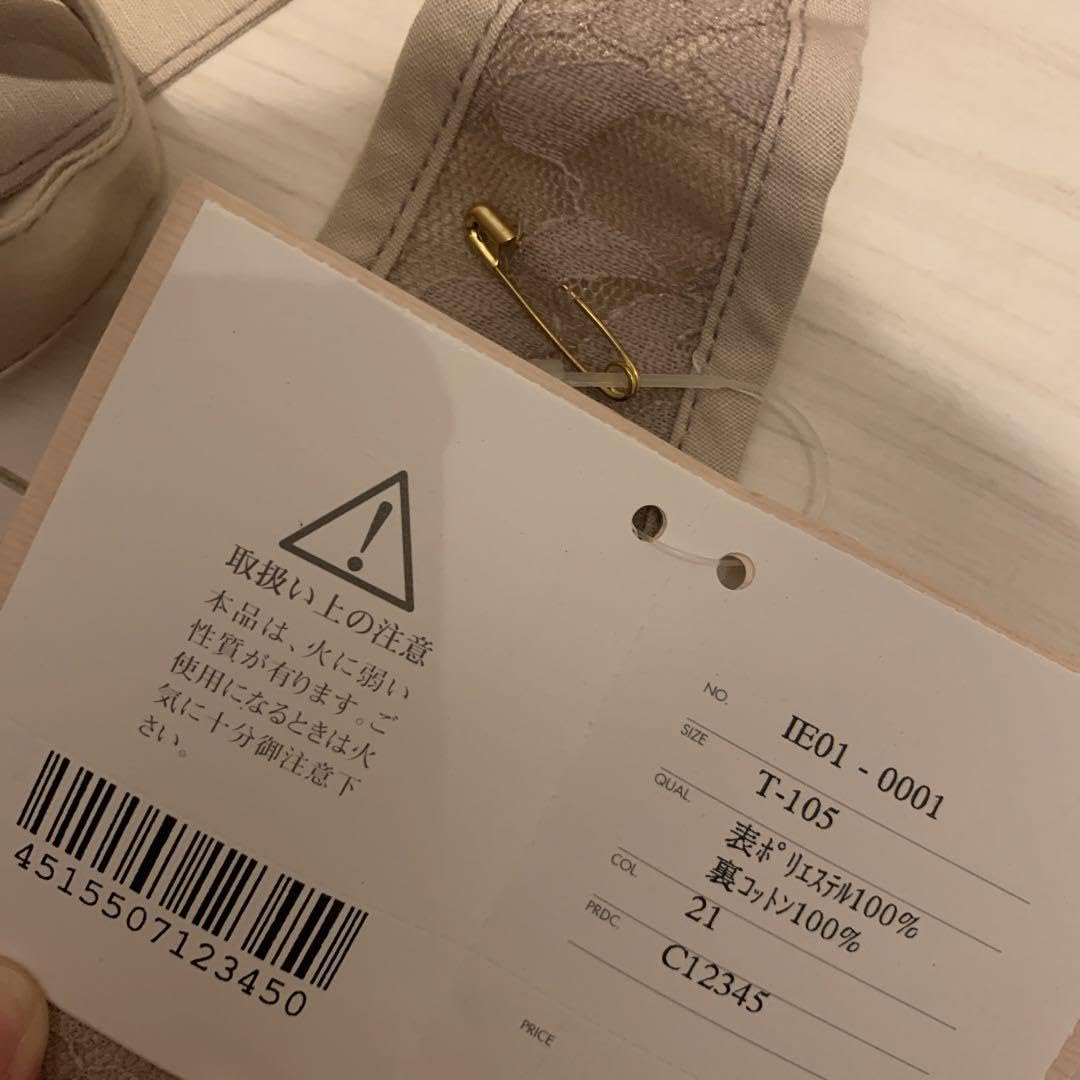 取扱い上の注意
本品は、火に弱い
性質が有ります。ご
使用になるときは火
気に十分御注意下
さい。
4515507123450
NO. IE01 - 0001
SIZE T-105
QUAL. 表ﾎﾟﾘｴｽﾃﾙ100%
裏ｺｯﾄﾝ100%
COL 21
PRDC. C12345
PRICE